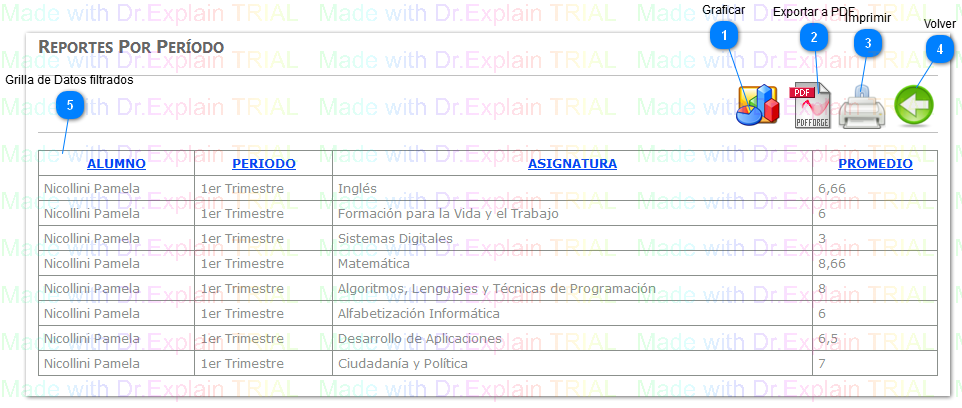 Graficar
Exportar a PDF
Imprimir
Volver
1
2
3
4
REPORTES POR PERÍODO
Grilla de Datos filtrados
5
PDF
PDFFORGE
ALUMNO PERIODO ASIGNATURA PROMEDIO
Nicollini Pamela 1er Trimestre Inglés 6,66
Nicollini Pamela 1er Trimestre Formación para la Vida y el Trabajo 6
Nicollini Pamela 1er Trimestre Sistemas Digitales 3
Nicollini Pamela 1er Trimestre Matemática 8,66
Nicollini Pamela 1er Trimestre Algoritmos, Lenguajes y Técnicas de Programación 8
Nicollini Pamela 1er Trimestre Alfabetización Informática 6
Nicollini Pamela 1er Trimestre Desarrollo de Aplicaciones 6,5
Nicollini Pamela 1er Trimestre Ciudadanía y Política 7
Made with Dr.Explain TRIAL